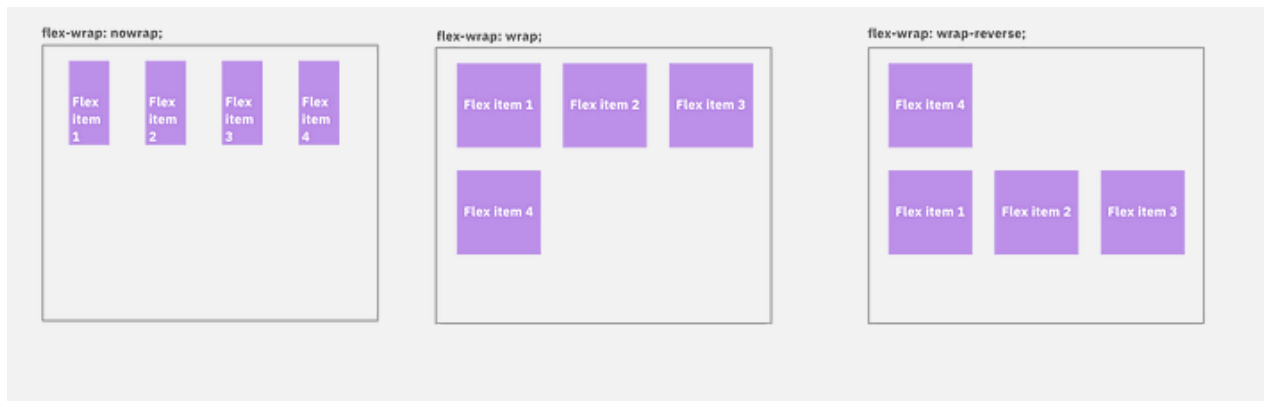 flex-wrap: nowrap;
Flex
item
1
Flex
item
2
Flex
item
3
Flex
item
4
flex-wrap: wrap;
Flex item 1
Flex item 2
Flex item 3
Flex item 4
flex-wrap: wrap-reverse;
Flex item 4
Flex item 1
Flex item 2
Flex item 3